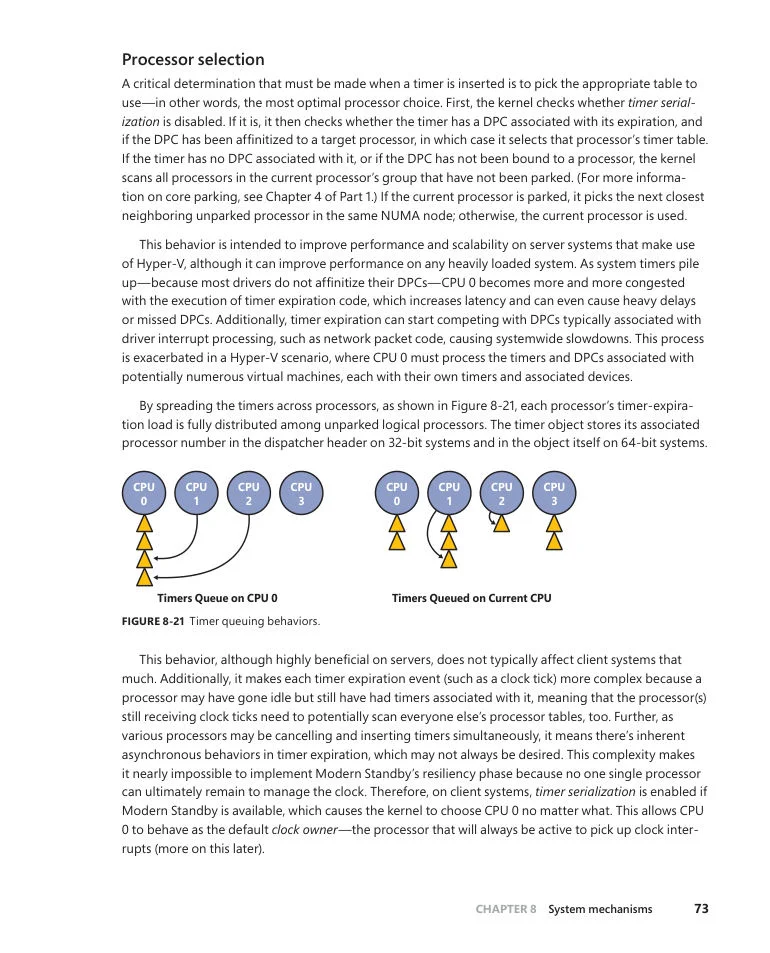 Processor selection
A critical determination that must be made when a timer is inserted is to pick the appropriate table to
use—in other words, the most optimal processor choice. First, the kernel checks whether timer serial-
ization is disabled. If it is, it then checks whether the timer has a DPC associated with its expiration, and
if the DPC has been affinitized to a target processor, in which case it selects that processor's timer table.
If the timer has no DPC associated with it, or if the DPC has not been bound to a processor, the kernel
scans all processors in the current processor's group that have not been parked. (For more informa-
tion on core parking, see Chapter 4 of Part 1.) If the current processor is parked, it picks the next closest
neighboring unparked processor in the same NUMA node; otherwise, the current processor is used.
This behavior is intended to improve performance and scalability on server systems that make use
of Hyper-V, although it can improve performance on any heavily loaded system. As system timers pile
up—because most drivers do not affinitize their DPCs—CPU 0 becomes more and more congested
with the execution of timer expiration code, which increases latency and can even cause heavy delays
or missed DPCs. Additionally, timer expiration can start competing with DPCs typically associated with
driver interrupt processing, such as network packet code, causing systemwide slowdowns. This process
is exacerbated in a Hyper-V scenario, where CPU 0 must process the timers and DPCs associated with
potentially numerous virtual machines, each with their own timers and associated devices.
By spreading the timers across processors, as shown in Figure 8-21, each processor's timer-expira-
tion load is fully distributed among unparked logical processors. The timer object stores its associated
processor number in the dispatcher header on 32-bit systems and in the object itself on 64-bit systems.
CPU 0
CPU 1
CPU 2
CPU 3
CPU 0
CPU 1
CPU 2
CPU 3
Timers Queue on CPU 0
Timers Queued on Current CPU
FIGURE 8-21 Timer queuing behaviors.
This behavior, although highly beneficial on servers, does not typically affect client systems that
much. Additionally, it makes each timer expiration event (such as a clock tick) more complex because a
processor may have gone idle but still have had timers associated with it, meaning that the processor(s)
still receiving clock ticks need to potentially scan everyone else's processor tables, too. Further, as
various processors may be cancelling and inserting timers simultaneously, it means there's inherent
asynchronous behaviors in timer expiration, which may not always be desired. This complexity makes
it nearly impossible to implement Modern Standby's resiliency phase because no one single processor
can ultimately remain to manage the clock. Therefore, on client systems, timer serialization is enabled if
Modern Standby is available, which causes the kernel to choose CPU 0 no matter what. This allows CPU
0 to behave as the default clock owner—the processor that will always be active to pick up clock inter-
rupts (more on this later).
CHAPTER 8 System mechanisms 73